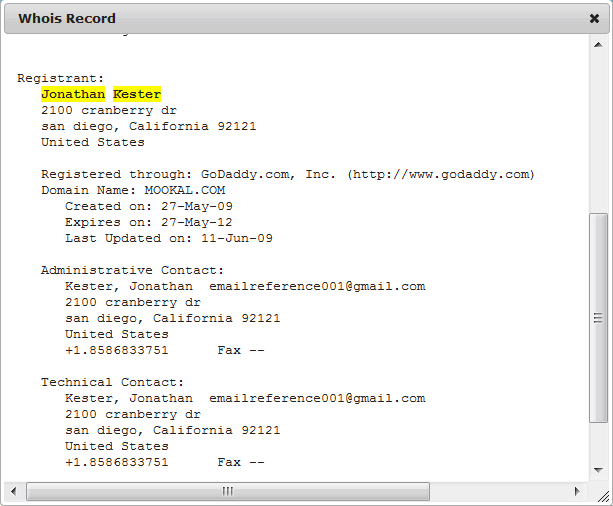 Whois Record
Registrant:
Jonathan Kester
2100 cranberry dr
san diego, California 92121
United States
Registered through: GoDaddy.com, Inc. (http://www.godaddy.com)
Domain Name: MOOKAL.COM
Created on: 27-May-09
Expires on: 27-May-12
Last Updated on: 11-Jun-09
Administrative Contact:
Kester, Jonathan emailreference001@gmail.com
2100 cranberry dr
san diego, California 92121
United States
+1.8586833751 Fax --
Technical Contact:
Kester, Jonathan emailreference001@gmail.com
2100 cranberry dr
san diego, California 92121
United States
+1.8586833751 Fax --